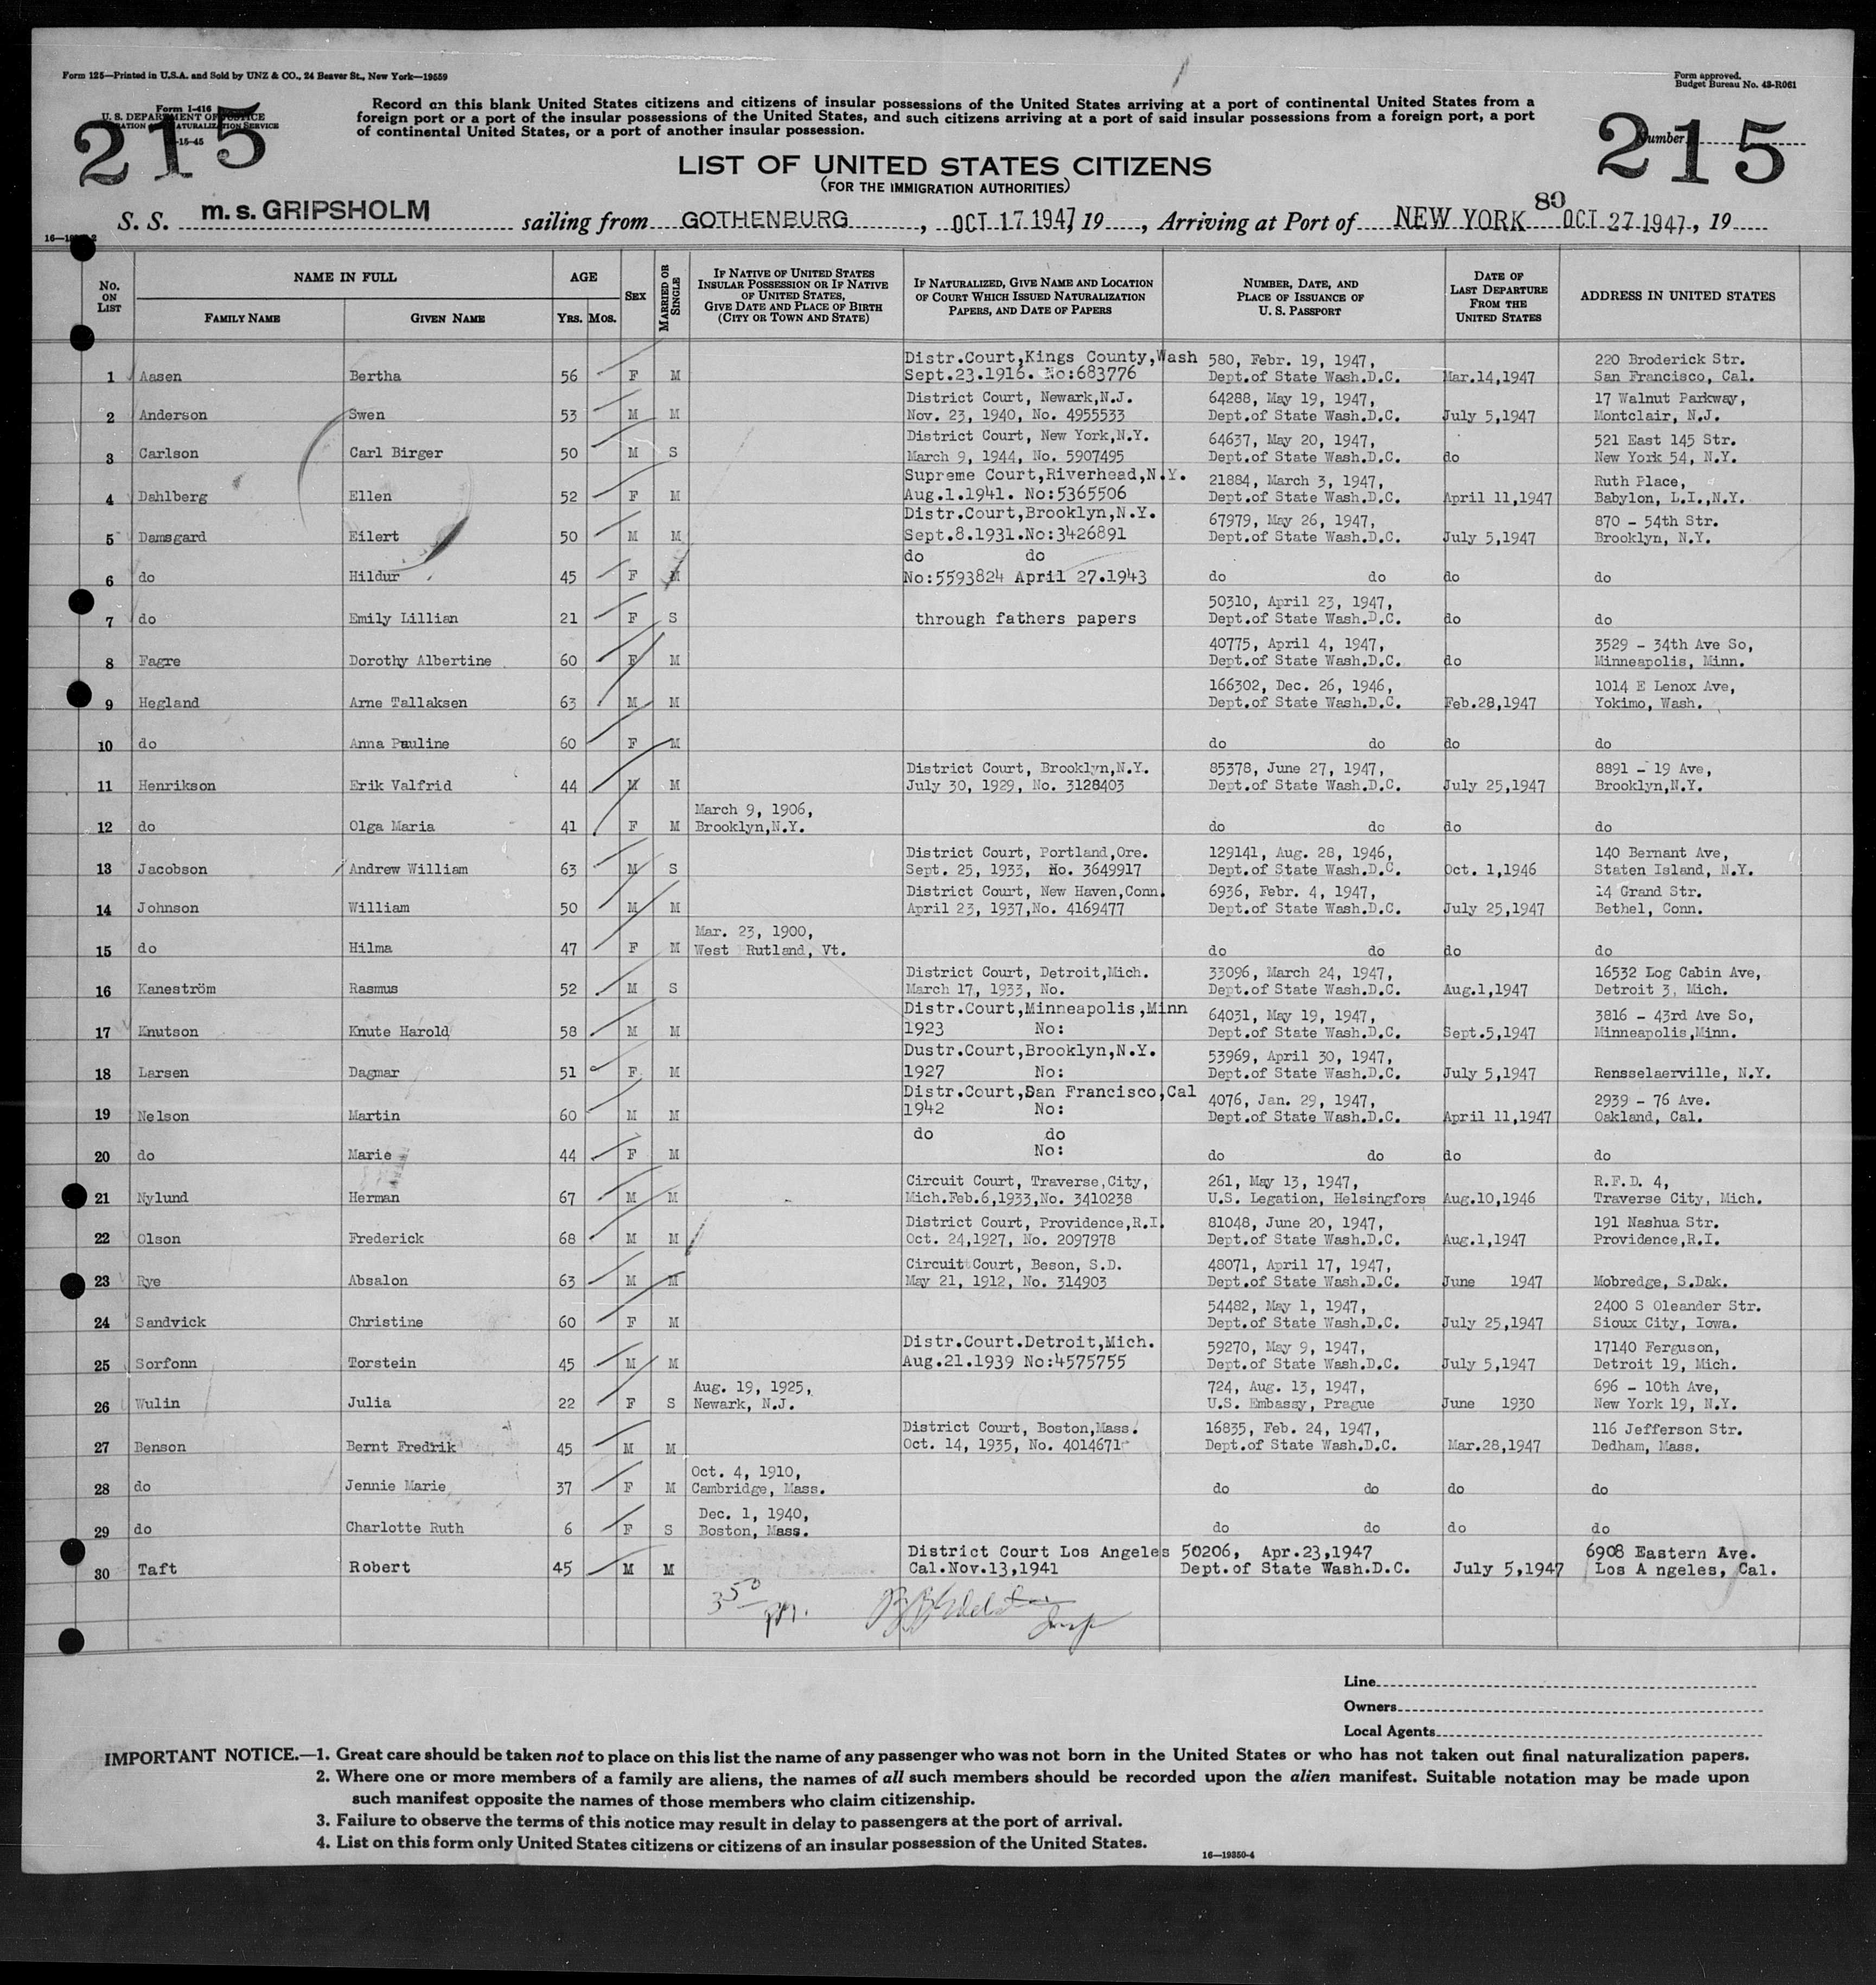 Form 125—Printed in U.S.A. and Sold by UNZ & CO., 24 Beaver St., New York—19559
Form approved.
Budget Bureau No. 43-R061
Form I-416
U. S. DEPARTMENT OF JUSTICE
NATURALIZATION SERVICE
-15-45
215
Number
215
Record on this blank United States citizens and citizens of insular possessions of the United States arriving at a port of continental United States from a
foreign port or a port of the insular possessions of the United States, and such citizens arriving at a port of said insular possessions from a foreign port, a port
of continental United States, or a port of another insular possession.
LIST OF UNITED STATES CITIZENS
(FOR THE IMMIGRATION AUTHORITIES)
S. S. m. s. GRIPSHOLM sailing from GOTHENBURG, OCT 17 1947, 19, Arriving at Port of NEW YORK 80 OCT 27 1947, 19
No. ON LIST
NAME IN FULL
FAMILY NAME
GIVEN NAME
AGE
YRS. MOS.
SEX
MARRIED OR SINGLE
IF NATIVE OF UNITED STATES INSULAR POSSESSION OR IF NATIVE OF UNITED STATES, GIVE DATE AND PLACE OF BIRTH (CITY OR TOWN AND STATE)
IF NATURALIZED, GIVE NAME AND LOCATION OF COURT WHICH ISSUED NATURALIZATION PAPERS, AND DATE OF PAPERS
NUMBER, DATE, AND PLACE OF ISSUANCE OF U. S. PASSPORT
DATE OF LAST DEPARTURE FROM THE UNITED STATES
ADDRESS IN UNITED STATES
Distr.Court,Kings County,Wash 580, Febr. 19, 1947, 220 Broderick Str.
1 Aasen Bertha 56 F M Sept.23.1916. No:683776 Dept.of State Wash.D.C. Mar.14,1947 San Francisco, Cal.
District Court, Newark,N.J. 64288, May 19, 1947, 17 Walnut Parkway,
2 Anderson Swen 53 M M Nov. 23, 1940, No. 4955533 Dept.of State Wash.D.C. July 5,1947 Montclair, N.J.
District Court, New York,N.Y. 64637, May 20, 1947, 521 East 145 Str.
3 Carlson Carl Birger 50 M S March 9, 1944, No. 5907495 Dept.of State Wash.D.C. do New York 54, N.Y.
Supreme Court,Riverhead,N.Y. 21884, March 3, 1947, Ruth Place,
4 Dahlberg Ellen 52 F M Aug.1.1941. No:5365506 Dept.of State Wash.D.C. April 11,1947 Babylon, L.I.,N.Y.
Distr.Court,Brooklyn,N.Y. 67979, May 26, 1947, 870 - 54th Str.
5 Damsgard Eilert 50 M M Sept.8.1931.No:3426891 Dept.of State Wash.D.C. July 5,1947 Brooklyn, N.Y.
do do
6 do Hildur 45 F M No:5593824 April 27.1943 do do do do
50310, April 23, 1947,
7 do Emily Lillian 21 F S through fathers papers Dept.of State Wash.D.C. do do
40775, April 4, 1947, 3529 - 34th Ave So,
8 Fagre Dorothy Albertine 60 F M Dept.of State Wash.D.C. do Minneapolis, Minn.
166302, Dec. 26, 1946, 1014 E Lenox Ave,
9 Hegland Arne Tallaksen 63 M M Dept.of State Wash.D.C. Feb.28,1947 Yokimo, Wash.
10 do Anna Pauline 60 F M do do do do
District Court, Brooklyn,N.Y. 85378, June 27, 1947, 8891 - 19 Ave,
11 Henrikson Erik Valfrid 44 M M July 30, 1929, No. 3128403 Dept.of State Wash.D.C. July 25,1947 Brooklyn,N.Y.
March 9, 1906,
12 do Olga Maria 41 F M Brooklyn,N.Y. do do do do
District Court, Portland,Ore. 129141, Aug. 28, 1946, 140 Bernant Ave,
13 Jacobson Andrew William 63 M S Sept. 25, 1933, No. 3649917 Dept.of State Wash.D.C. Oct. 1,1946 Staten Island, N.Y.
District Court, New Haven,Conn. 6936, Febr. 4, 1947, 14 Grand Str.
14 Johnson William 50 M M April 23, 1937,No. 4169477 Dept.of State Wash.D.C. July 25,1947 Bethel, Conn.
Mar. 23, 1900,
15 do Hilma 47 F M West Rutland, Vt. do do do do
District Court, Detroit,Mich. 33096, March 24, 1947, 16532 Log Cabin Ave,
16 Kaneström Rasmus 52 M S March 17, 1933, No. Dept.of State Wash.D.C. Aug.1,1947 Detroit 3, Mich.
Distr.Court,Minneapolis,Minn 64031, May 19, 1947, 3816 - 43rd Ave So,
17 Knutson Knute Harold 58 M M 1923 No: Dept.of State Wash.D.C. Sept.5,1947 Minneapolis,Minn.
Dustr.Court,Brooklyn,N.Y. 53969, April 30, 1947,
18 Larsen Dagmar 51 F M 1927 No: Dept.of State Wash.D.C. July 5,1947 Rensselaerville, N.Y.
Distr.Court,San Francisco,Cal 4076, Jan. 29, 1947, 2939 - 76 Ave.
19 Nelson Martin 60 M M 1942 No: Dept.of State Wash.D.C. April 11,1947 Oakland, Cal.
do do
20 do Marie 44 F M No: do do do do
Circuit Court, Traverse,City, 261, May 13, 1947, R.F.D. 4,
21 Nylund Herman 67 M M Mich.Feb.6,1933,No. 3410238 U.S. Legation, Helsingfors Aug.10,1946 Traverse City, Mich.
District Court, Providence,R.I. 81048, June 20, 1947, 191 Nashua Str.
22 Olson Frederick 68 M M Oct. 24,1927, No. 2097978 Dept.of State Wash.D.C. Aug.1,1947 Providence,R.I.
Circuit Court, Beson, S.D. 48071, April 17, 1947,
23 Rye Absalon 63 M M May 21, 1912, No. 314903 Dept.of State Wash.D.C. June 1947 Mobredge, S.Dak.
54482, May 1, 1947, 2400 S Oleander Str.
24 Sandvick Christine 60 F M Dept.of State Wash.D.C. July 25,1947 Sioux City, Iowa.
Distr.Court.Detroit,Mich. 59270, May 9, 1947, 17140 Ferguson,
25 Sorfonn Torstein 45 M M Aug.21.1939 No:4575755 Dept.of State Wash.D.C. July 5,1947 Detroit 19, Mich.
Aug. 19, 1925, 724, Aug. 13, 1947, 696 - 10th Ave,
26 Wulin Julia 22 F S Newark, N.J. U.S. Embassy, Prague June 1930 New York 19, N.Y.
District Court, Boston,Mass. 16835, Feb. 24, 1947, 116 Jefferson Str.
27 Benson Bernt Fredrik 45 M M Oct. 14, 1935, No. 4014671 Dept.of State Wash.D.C. Mar.28,1947 Dedham, Mass.
Oct. 4, 1910,
28 do Jennie Marie 37 F M Cambridge, Mass. do do do do
Dec. 1, 1940,
29 do Charlotte Ruth 6 F S Boston, Mass. do do do do
District Court Los Angeles 50206, Apr.23,1947 6908 Eastern Ave.
30 Taft Robert 45 M M Cal.Nov.13,1941 Dept.of State Wash.D.C. July 5,1947 Los A ngeles, Cal.
Line
Owners
Local Agents
IMPORTANT NOTICE.—1. Great care should be taken not to place on this list the name of any passenger who was not born in the United States or who has not taken out final naturalization papers.
2. Where one or more members of a family are aliens, the names of all such members should be recorded upon the alien manifest. Suitable notation may be made upon
such manifest opposite the names of those members who claim citizenship.
3. Failure to observe the terms of this notice may result in delay to passengers at the port of arrival.
4. List on this form only United States citizens or citizens of an insular possession of the United States.
16—19350-4